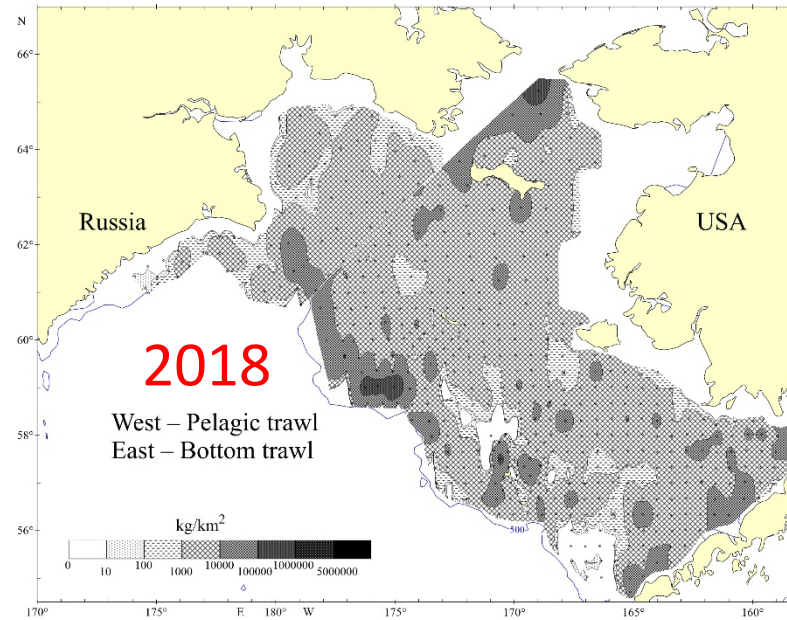 N
66°
64°
62°
60°
58°
56°
Russia
USA
2018
West – Pelagic trawl
East – Bottom trawl
kg/km²
0 10 100 1000 10000 100000 1000000 5000000
500
170° 175° E 180° W 175° 170° 165° 160°